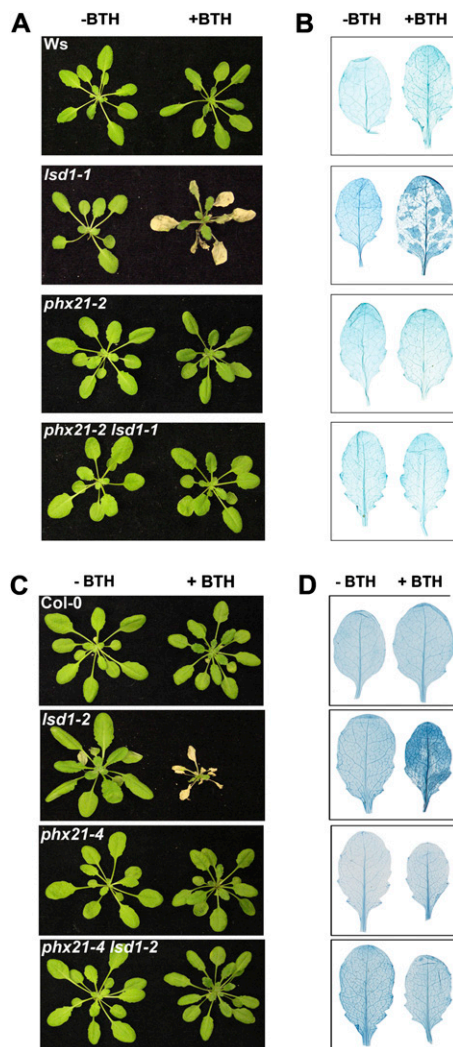 A -BTH +BTH B -BTH +BTH
Ws
lsd1-1
phx21-2
phx21-2 lsd1-1
C - BTH + BTH D - BTH + BTH
Col-0
lsd1-2
phx21-4
phx21-4 lsd1-2